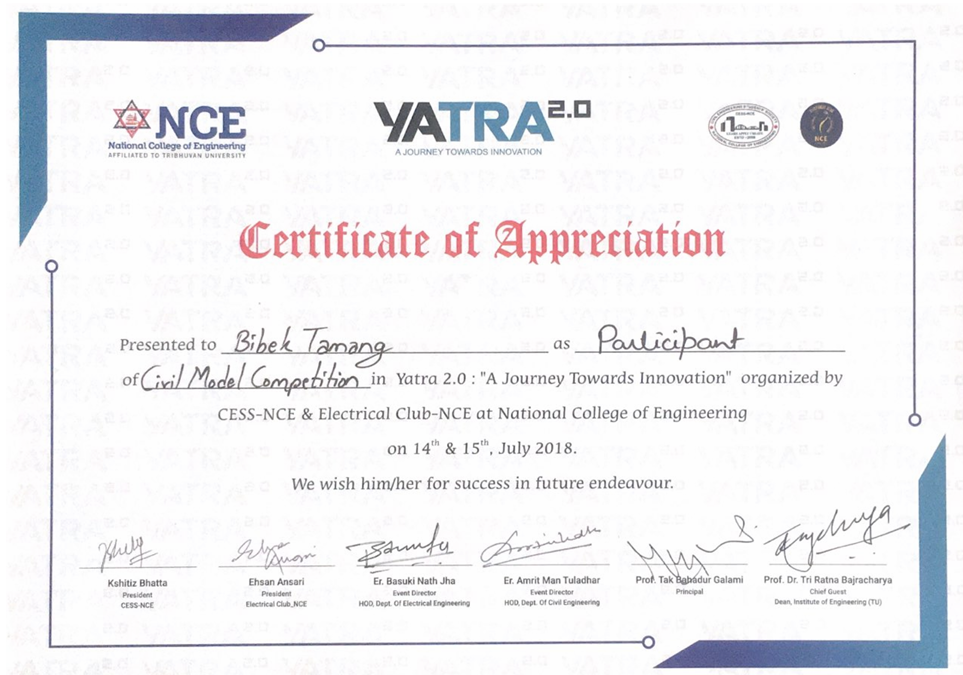 NCE
National College of Engineering
AFFILIATED TO TRIBHUVAN UNIVERSITY
YATRA 2.0
A JOURNEY TOWARDS INNOVATION
NCE
Certificate of Appreciation
Presented to Bibek Tamang as Participant
of Civil Model Competition in Yatra 2.0 : "A Journey Towards Innovation" organized by
CESS-NCE & Electrical Club-NCE at National College of Engineering
on 14th & 15th, July 2018.
We wish him/her for success in future endeavour.
Kshitiz Bhatta
President
CESS-NCE
Ehsan Ansari
President
Electrical Club_NCE
Er. Basuki Nath Jha
Event Director
HOD, Dept. Of Electrical Engineering
Er. Amrit Man Tuladhar
Event Director
HOD, Dept. Of Civil Engineering
Prof. Tak Bahadur Galami
Principal
Prof. Dr. Tri Ratna Bajracharya
Chief Guest
Dean, Institute of Engineering (TU)